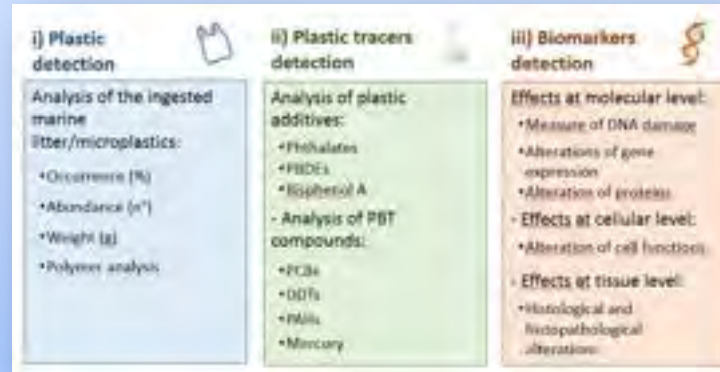 i) Plastic
detection
Analysis of the ingested
marine
litter/microplastics:
•Occurrence (%)
•Abundance (n°)
•Weight (g)
•Polymer analysis
ii) Plastic tracers
detection
Analysis of plastic
additives:
•Phthalates
•PBDEs
•Bisphenol A
- Analysis of PBT
compounds:
•PCBs
•DDTs
•PAHs
•Mercury
iii) Biomarkers
detection
Effects at molecular level:
•Measure of DNA damage
•Alterations of gene
expression
•Alteration of proteins
- Effects at cellular level:
•Alteration of cell functions
- Effects at tissue level:
•Histological and
histopathological
alterations